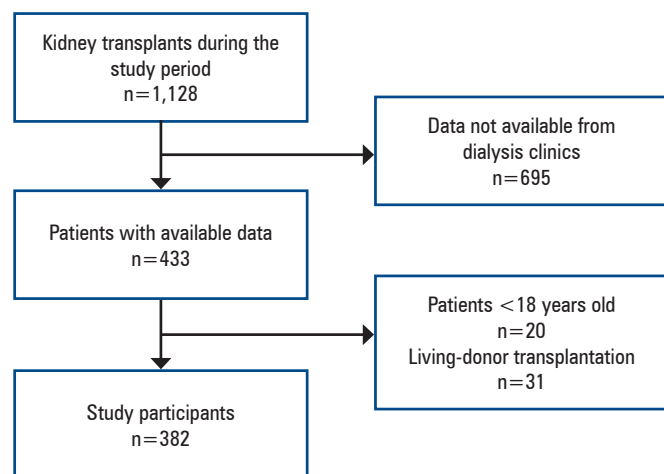 Kidney transplants during the
study period
n=1,128
Data not available from
dialysis clinics
n=695
Patients with available data
n=433
Patients <18 years old
n=20
Living-donor transplantation
n=31
Study participants
n=382